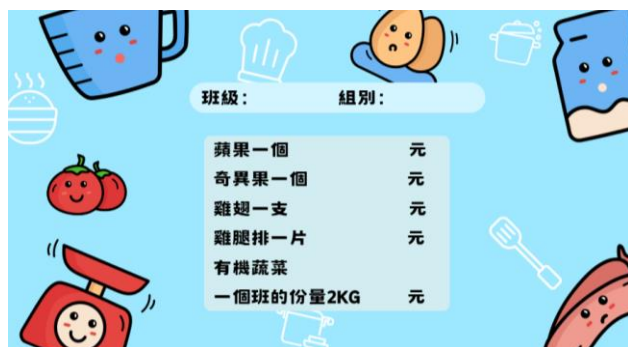 班級： 組別：
蘋果一個 元
奇異果一個 元
雞翅一支 元
雞腿排一片 元
有機蔬菜
一個班的份量2KG 元